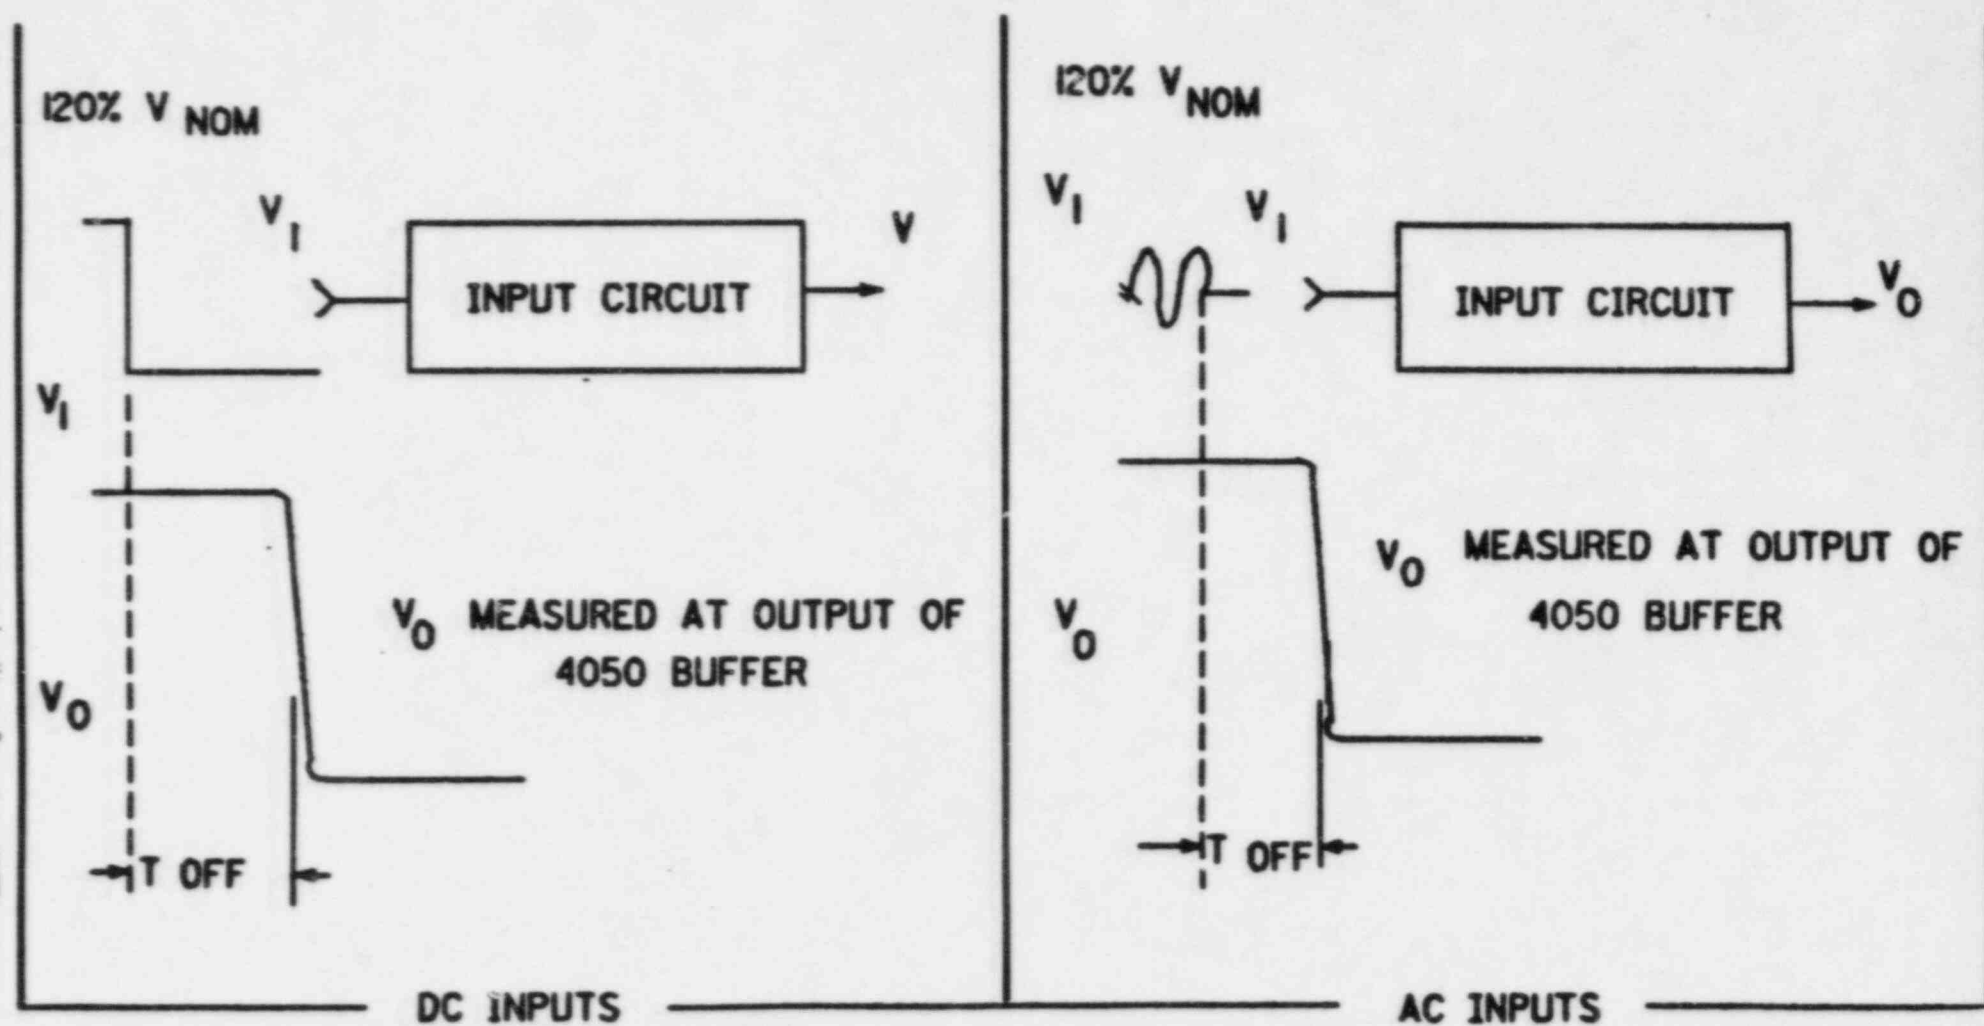 120% V NOM
V I
INPUT CIRCUIT
V
V I
V O MEASURED AT OUTPUT OF
4050 BUFFER
V O
T OFF
DC INPUTS
120% V NOM
V I
V I
INPUT CIRCUIT
V O
V O MEASURED AT OUTPUT OF
4050 BUFFER
V O
T OFF
AC INPUTS